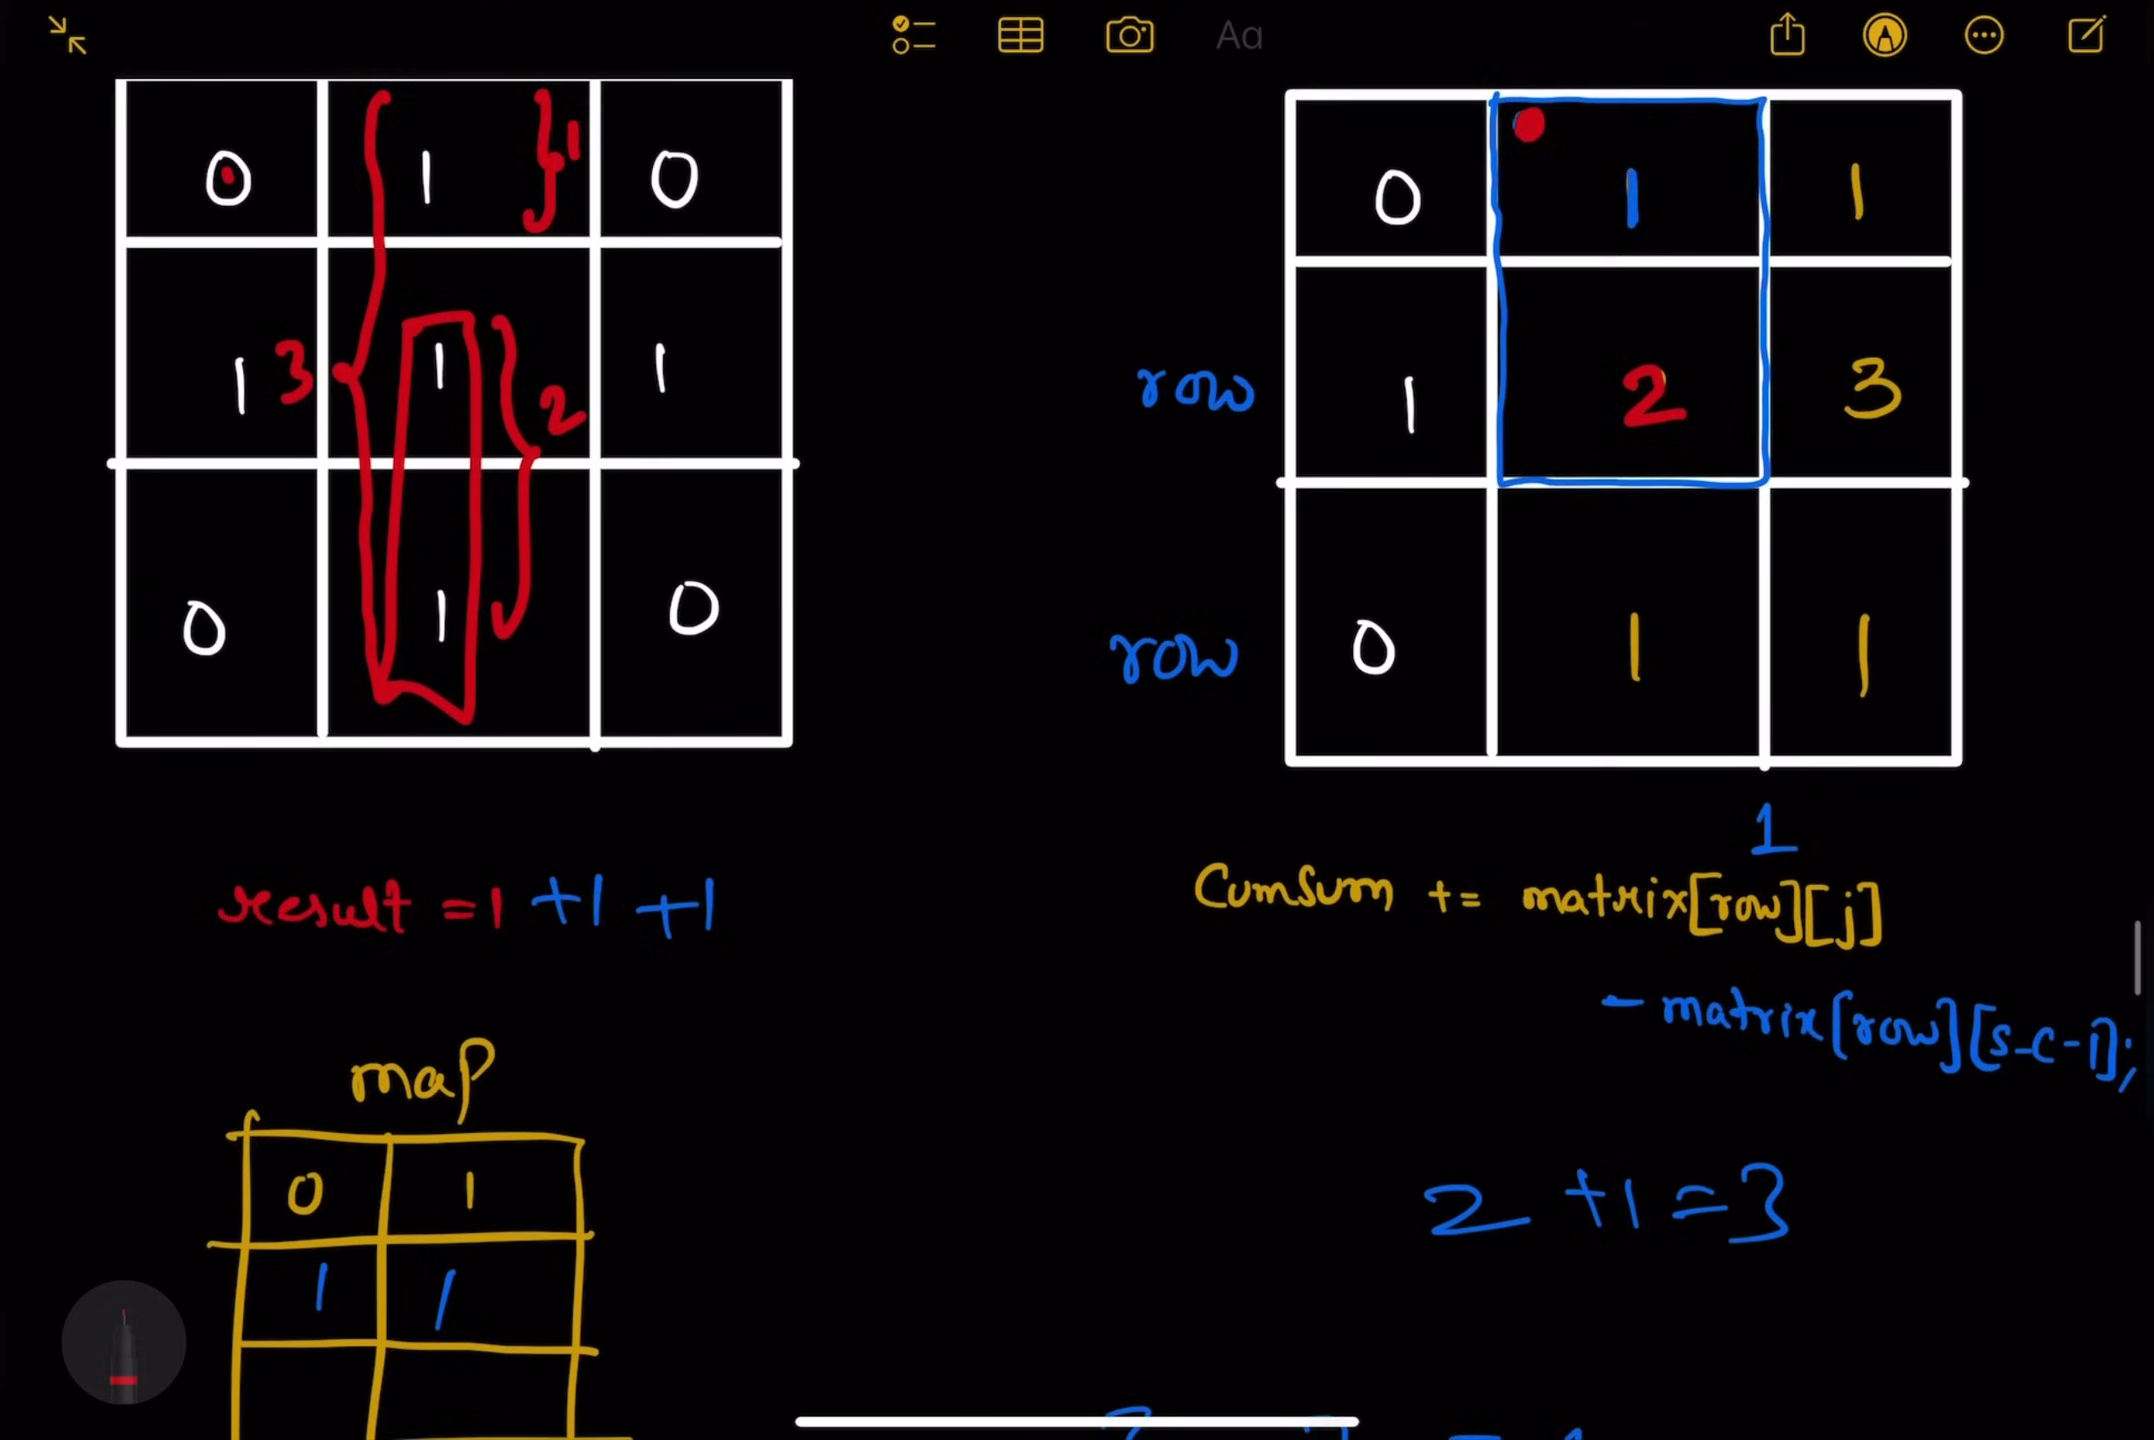 Aa
0 1 }1 0
1 3 1 2 1
0 1 0
0 1 1
row 1 2 3
row 0 1 1
result = 1 +1 +1
1
CumSum += matrix[row][j]
- matrix[row][s-c-1];
map
0 1
1 1
2 + 1 = 3